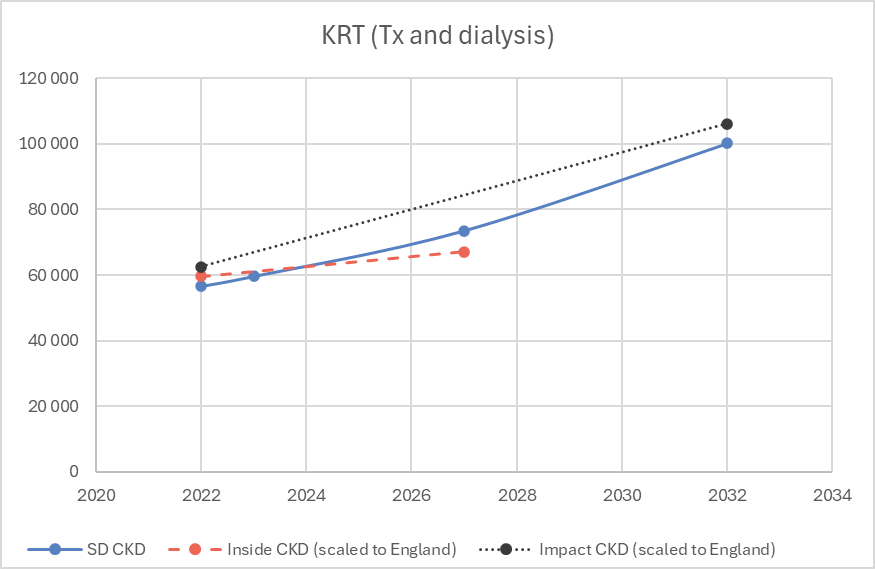 KRT (Tx and dialysis)
120 000
100 000
80 000
60 000
40 000
20 000
0
2020 2022 2024 2026 2028 2030 2032 2034
SD CKD Inside CKD (scaled to England) Impact CKD (scaled to England)